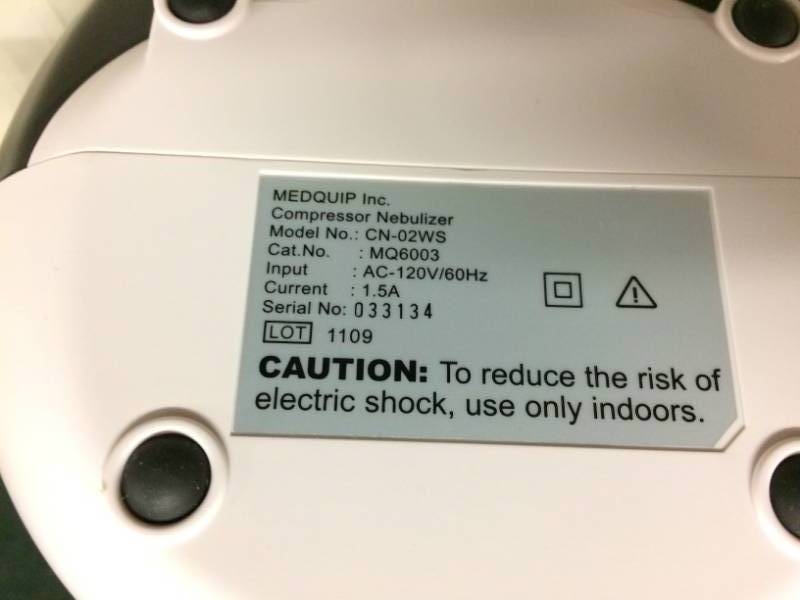 MEDQUIP Inc.
Compressor Nebulizer
Model No.: CN-02WS
Cat.No. : MQ6003
Input : AC-120V/60Hz
Current : 1.5A
Serial No: 033134
LOT 1109
CAUTION: To reduce the risk of
electric shock, use only indoors.